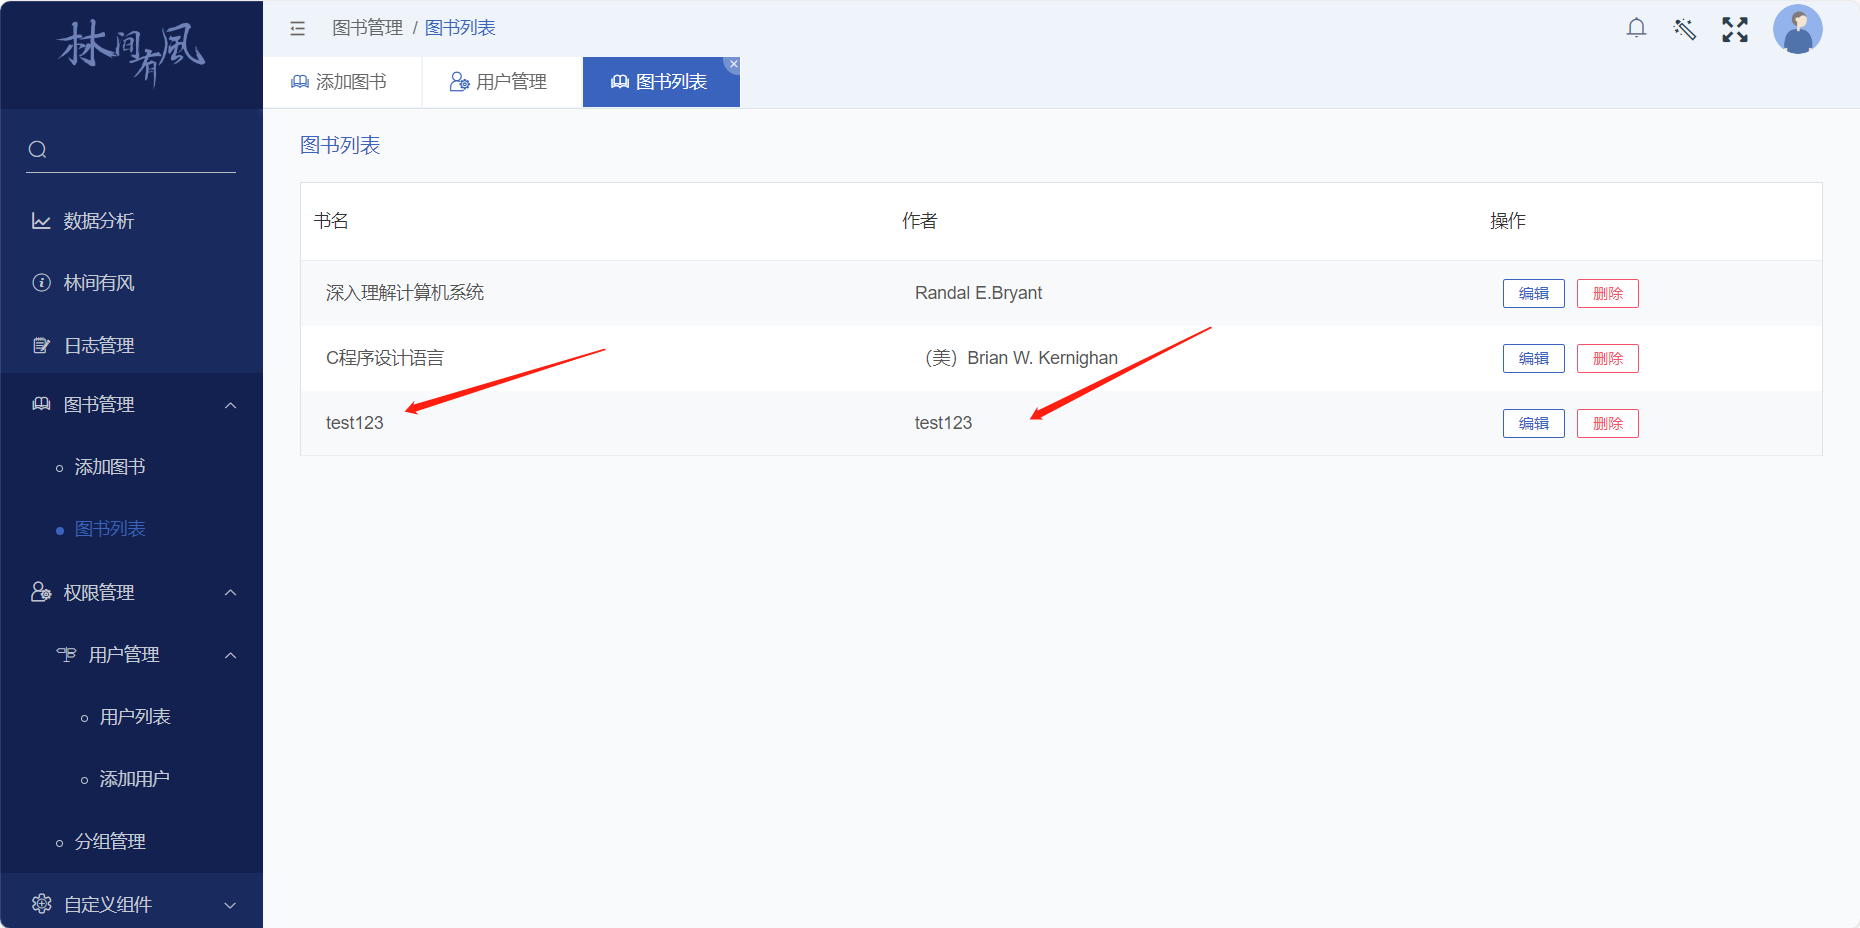 林间有風
图书管理 / 图书列表
添加图书
用户管理
图书列表
数据分析
林间有风
日志管理
图书管理
添加图书
图书列表
权限管理
用户管理
用户列表
添加用户
分组管理
自定义组件
图书列表
书名 作者 操作
深入理解计算机系统 Randal E.Bryant 编辑 删除
C程序设计语言 （美）Brian W. Kernighan 编辑 删除
test123 test123 编辑 删除